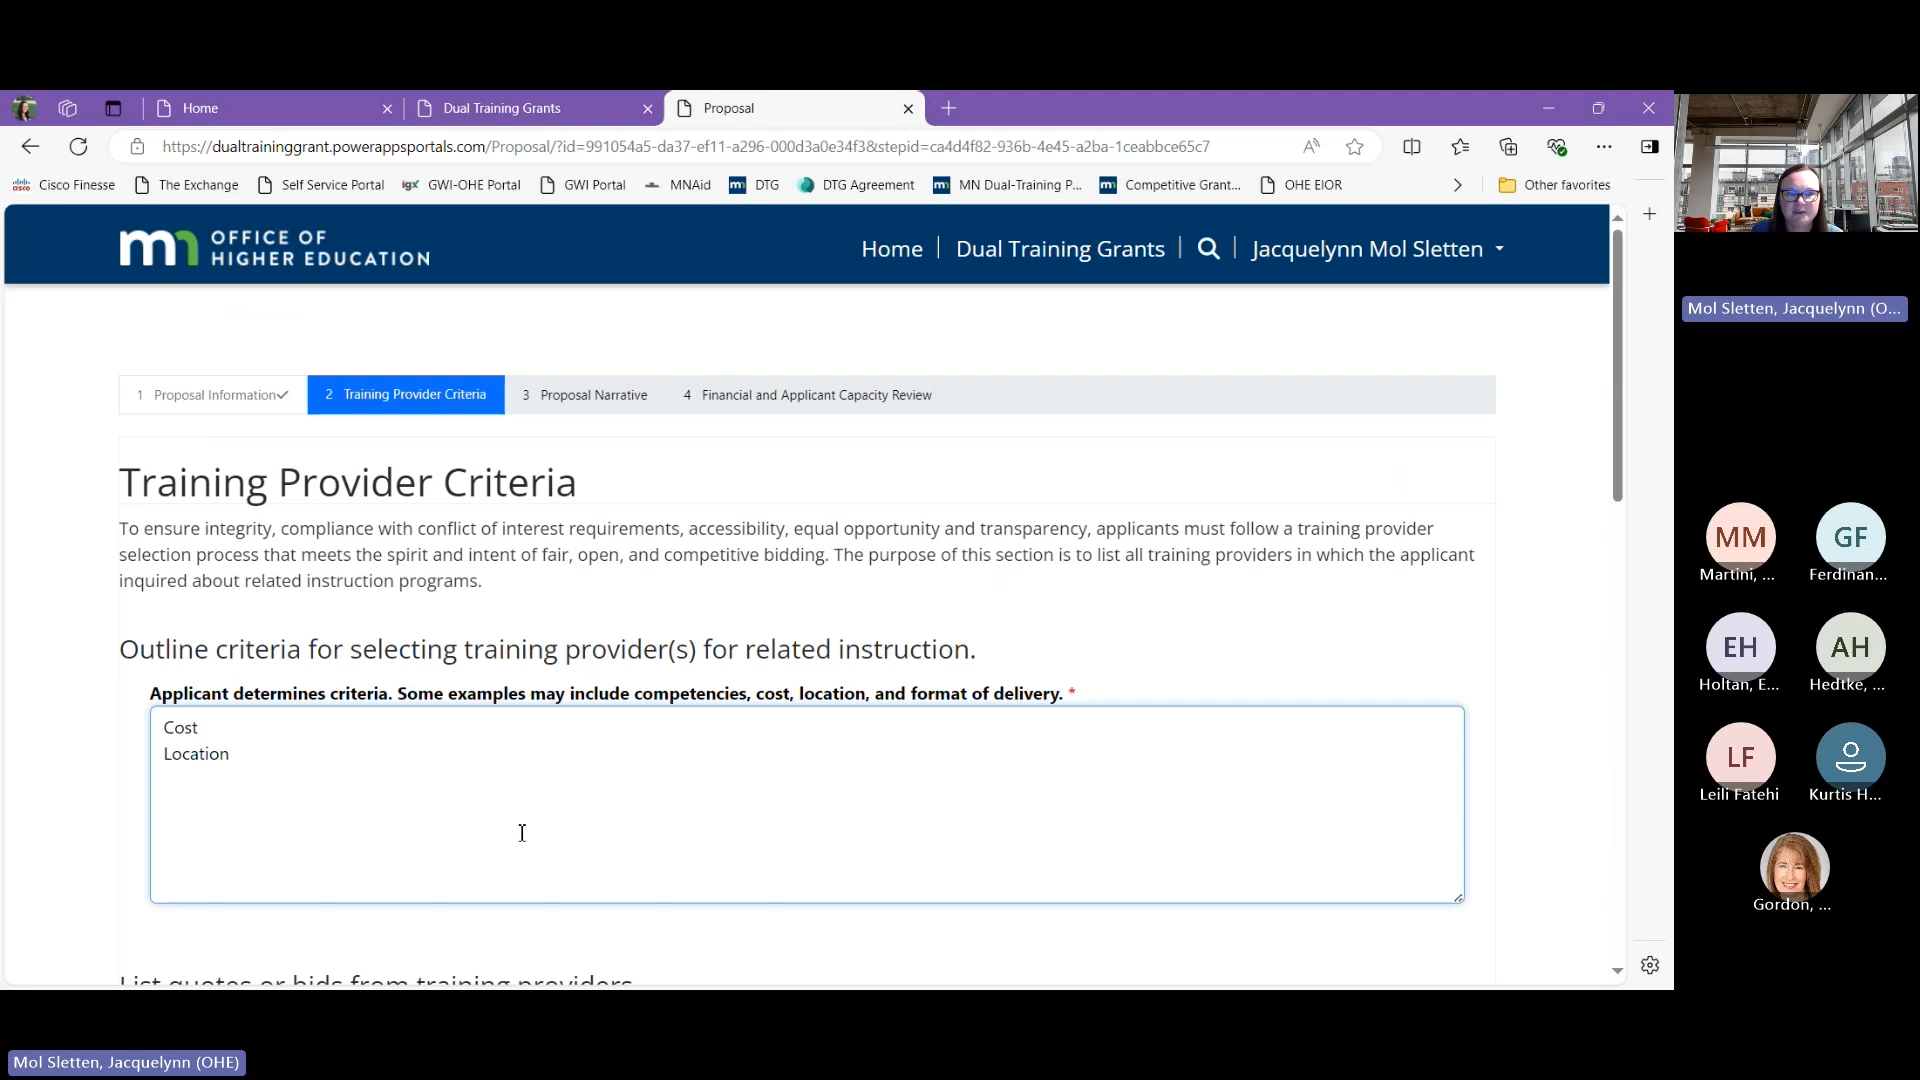 Home
Dual Training Grants
Proposal
https://dualtraininggrant.powerappsportals.com/Proposal/?id=991054a5-da37-ef11-a296-000d3a0e34f3&stepid=ca4d4f82-936b-4e45-a2ba-1ceabbce65c7
Cisco Finesse
The Exchange
Self Service Portal
GWI-OHE Portal
GWI Portal
MNAid
DTG
DTG Agreement
MN Dual-Training P...
Competitive Grant...
OHE EIOR
Other favorites
OFFICE OF
HIGHER EDUCATION
Home
Dual Training Grants
Jacquelynn Mol Sletten
1 Proposal Information
2 Training Provider Criteria
3 Proposal Narrative
4 Financial and Applicant Capacity Review
Training Provider Criteria
To ensure integrity, compliance with conflict of interest requirements, accessibility, equal opportunity and transparency, applicants must follow a training provider
selection process that meets the spirit and intent of fair, open, and competitive bidding. The purpose of this section is to list all training providers in which the applicant
inquired about related instruction programs.
Outline criteria for selecting training provider(s) for related instruction.
Applicant determines criteria. Some examples may include competencies, cost, location, and format of delivery. *
Cost
Location
List quotes or bids from training providers
Mol Sletten, Jacquelynn (O...
MM
Martini, ...
GF
Ferdinan...
EH
Holtan, E...
AH
Hedtke, ...
LF
Leili Fatehi
Kurtis H...
Gordon, ...
Mol Sletten, Jacquelynn (OHE)